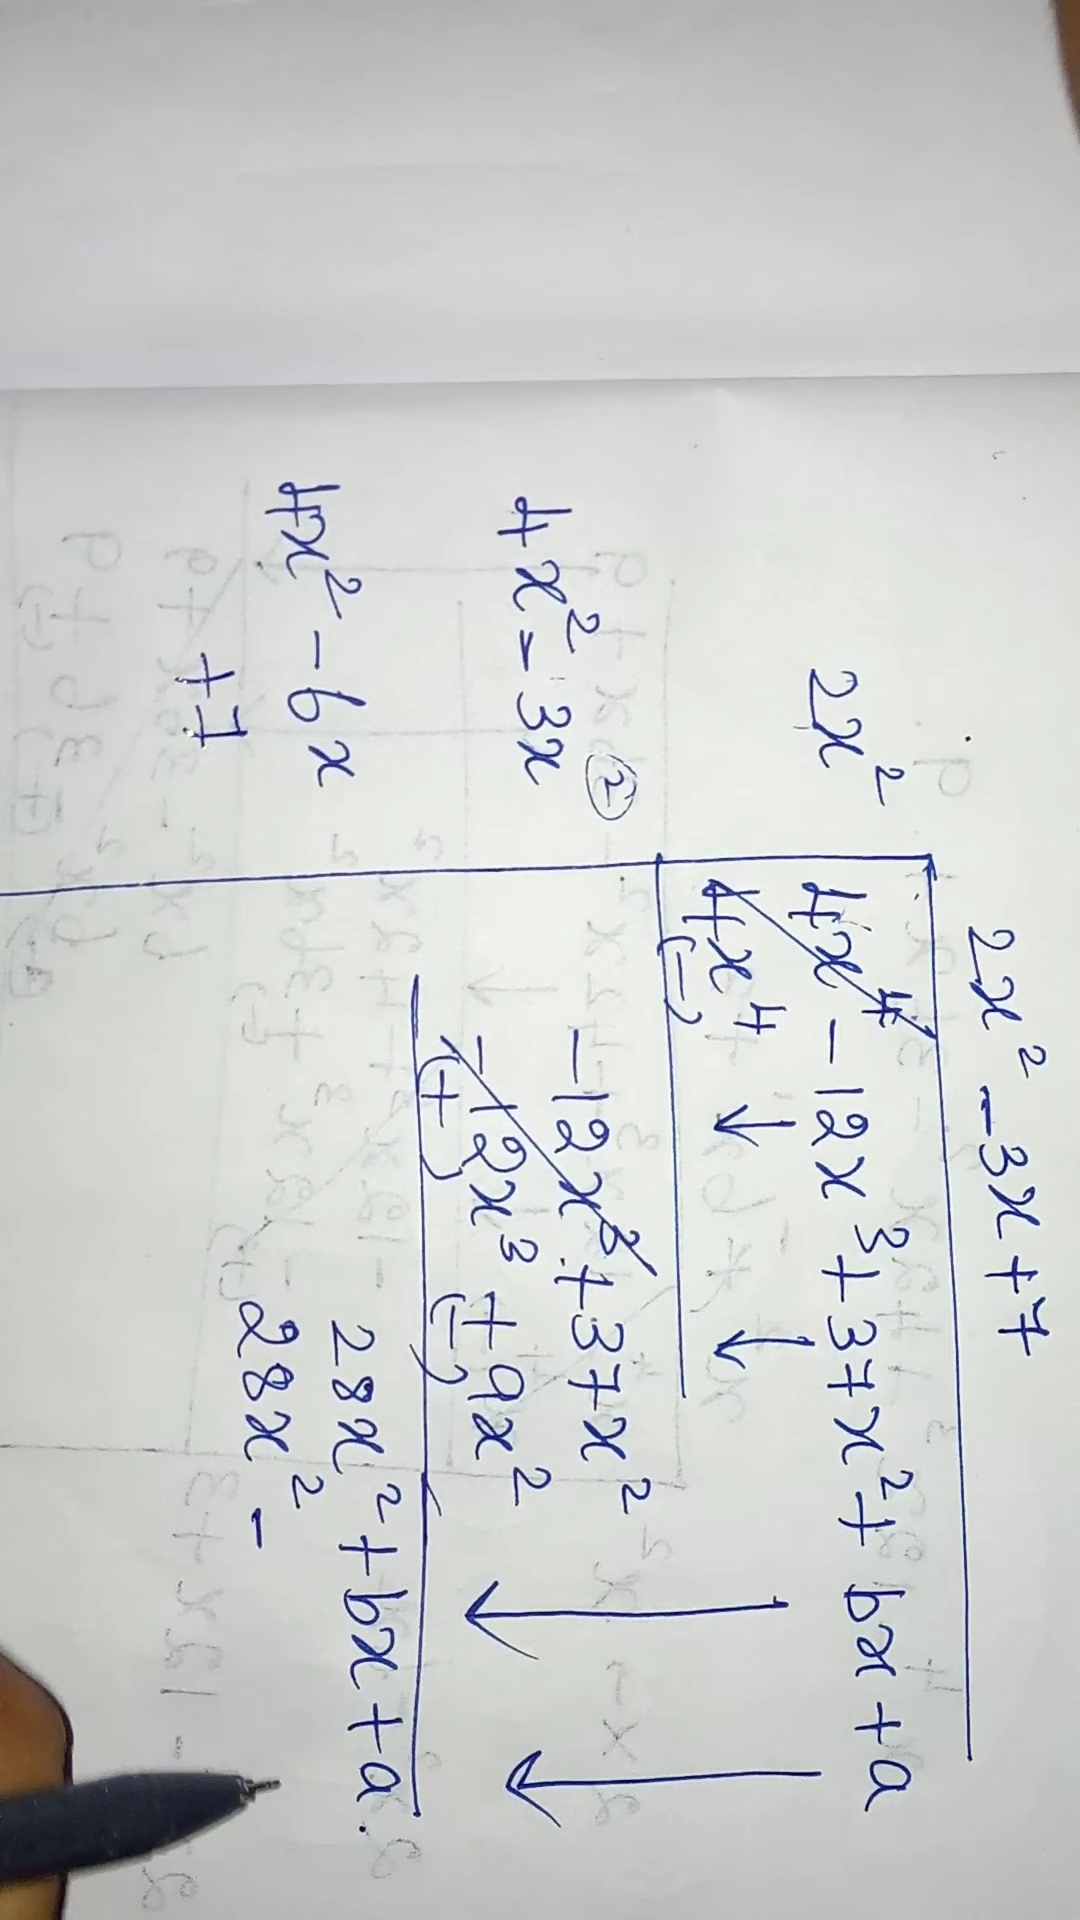 2x² - 3x + 7
2x² 4x⁴ - 12x³ + 37x² + bx + a
4x⁴ ↓ ↓
(-)
4x² - 3x (2) -12x³ + 37x²
-12x³ + 9x²
(+) (-)
4x² - 6x 28x² + bx + a
+7 28x² -